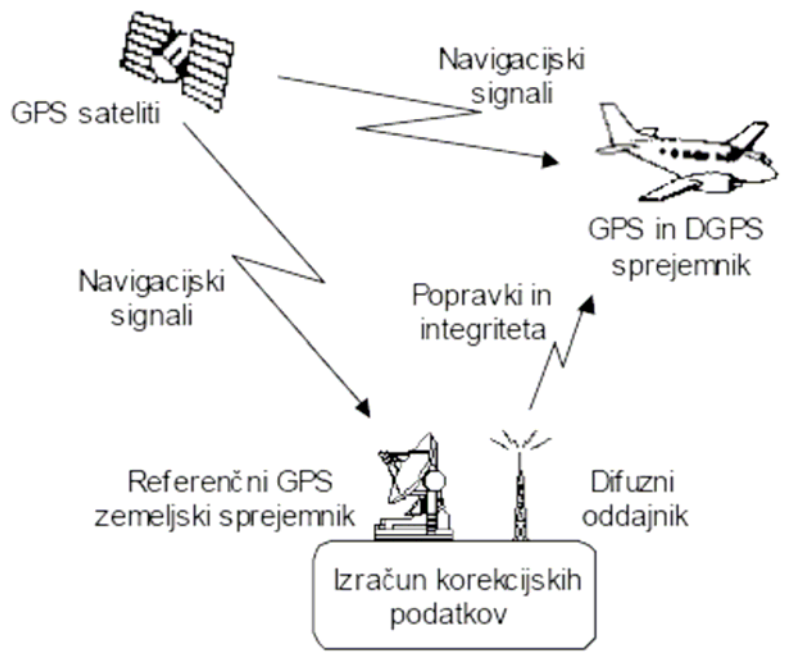 Navigacijski
signali
GPS sateliti
GPS in DGPS
sprejemnik
Navigacijski
signali
Popravki in
integriteta
Referenčni GPS
zemeljski sprejemnik
Difuzni
oddajnik
Izračun korekcijskih
podatkov